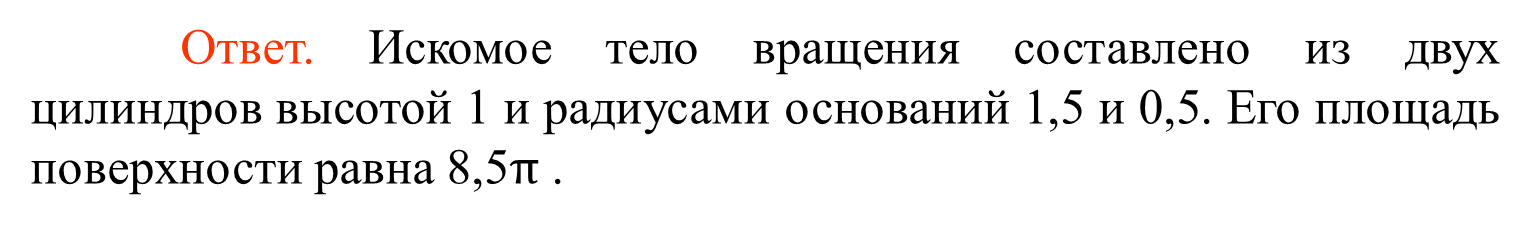 Ответ. Искомое тело вращения составлено из двух
цилиндров высотой 1 и радиусами оснований 1,5 и 0,5. Его площадь
поверхности равна 8,5π .